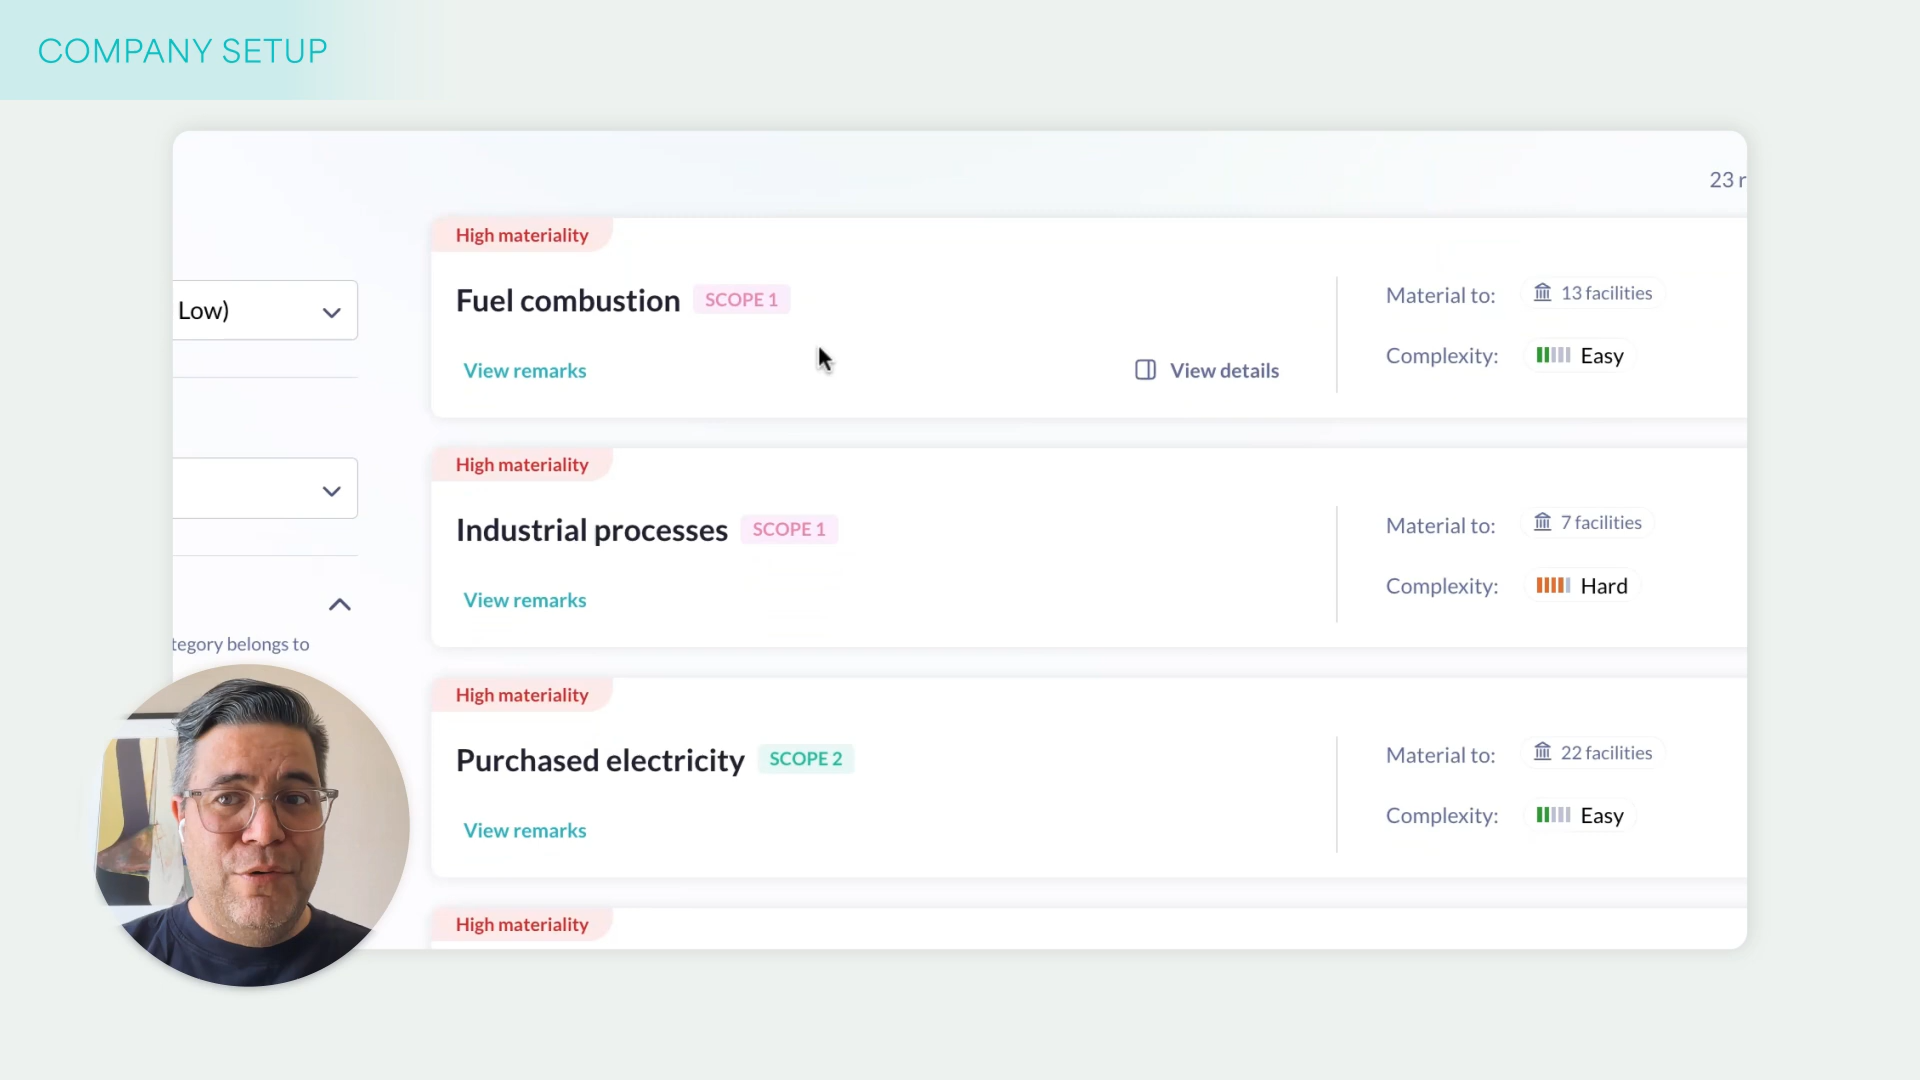 COMPANY SETUP
23 r
High materiality
Fuel combustion SCOPE 1
View remarks
View details
Material to: 13 facilities
Complexity: Easy
Low)
High materiality
Industrial processes SCOPE 1
View remarks
Material to: 7 facilities
Complexity: Hard
tegory belongs to
High materiality
Purchased electricity SCOPE 2
View remarks
Material to: 22 facilities
Complexity: Easy
High materiality